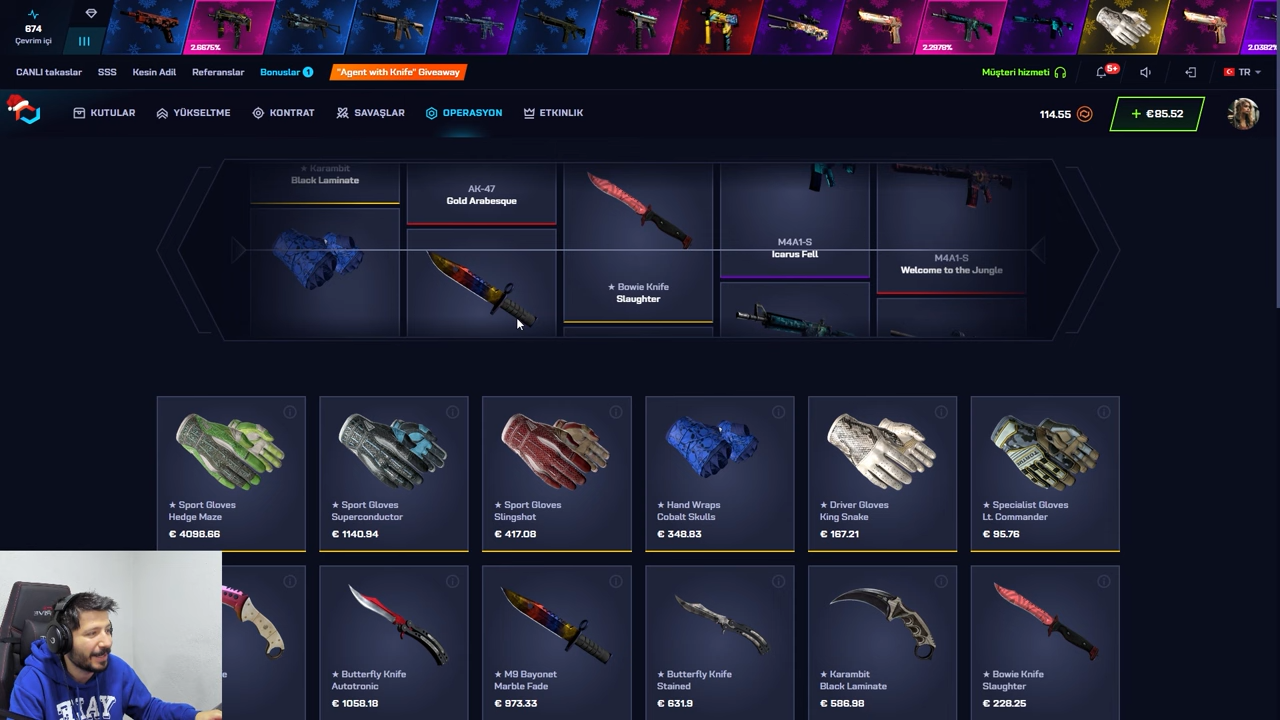 674
Çevrim içi
2.6675%
2.2978%
2.0382%
CANLI takaslar
SSS
Kesin Adil
Referanslar
Bonuslar 1
"Agent with Knife" Giveaway
Müşteri hizmeti
5+
TR
KUTULAR
YÜKSELTME
KONTRAT
SAVAŞLAR
OPERASYON
ETKINLIK
114.55
+ €85.52
★ Karambit
Black Laminate
AK-47
Gold Arabesque
★ Bowie Knife
Slaughter
M4A1-S
Icarus Fell
M4A1-S
Welcome to the Jungle
★ Sport Gloves
Hedge Maze
€ 4098.66
★ Sport Gloves
Superconductor
€ 1140.94
★ Sport Gloves
Slingshot
€ 417.08
★ Hand Wraps
Cobalt Skulls
€ 348.83
★ Driver Gloves
King Snake
€ 167.21
★ Specialist Gloves
Lt. Commander
€ 95.76
★ Butterfly Knife
Autotronic
€ 1058.18
★ M9 Bayonet
Marble Fade
€ 973.33
★ Butterfly Knife
Stained
€ 631.9
★ Karambit
Black Laminate
€ 586.98
★ Bowie Knife
Slaughter
€ 228.25